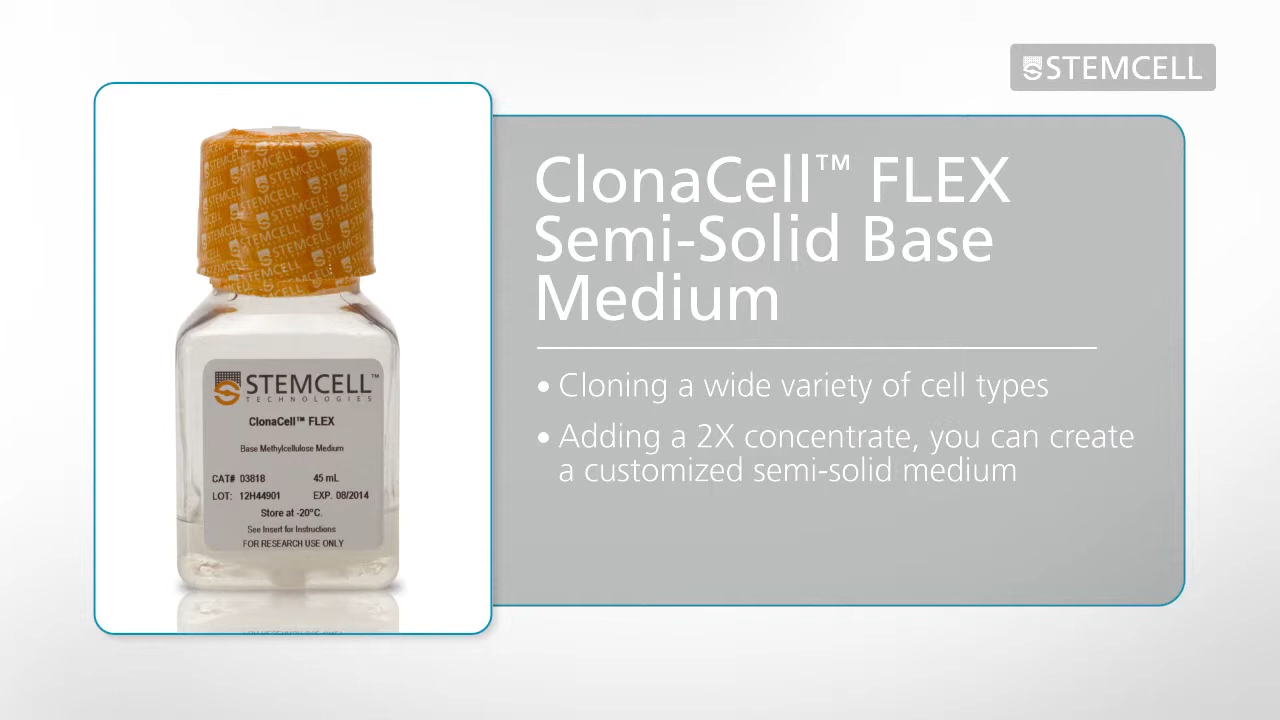 STEMCELL
ClonaCell™ FLEX
Semi-Solid Base
Medium
• Cloning a wide variety of cell types
• Adding a 2X concentrate, you can create
a customized semi-solid medium
STEMCELL™
TECHNOLOGIES
ClonaCell™ FLEX
Base Methylcellulose Medium
CAT# 03818 45 mL
LOT: 12H44901 EXP. 08/2014
Store at -20°C.
See Insert for Instructions
FOR RESEARCH USE ONLY